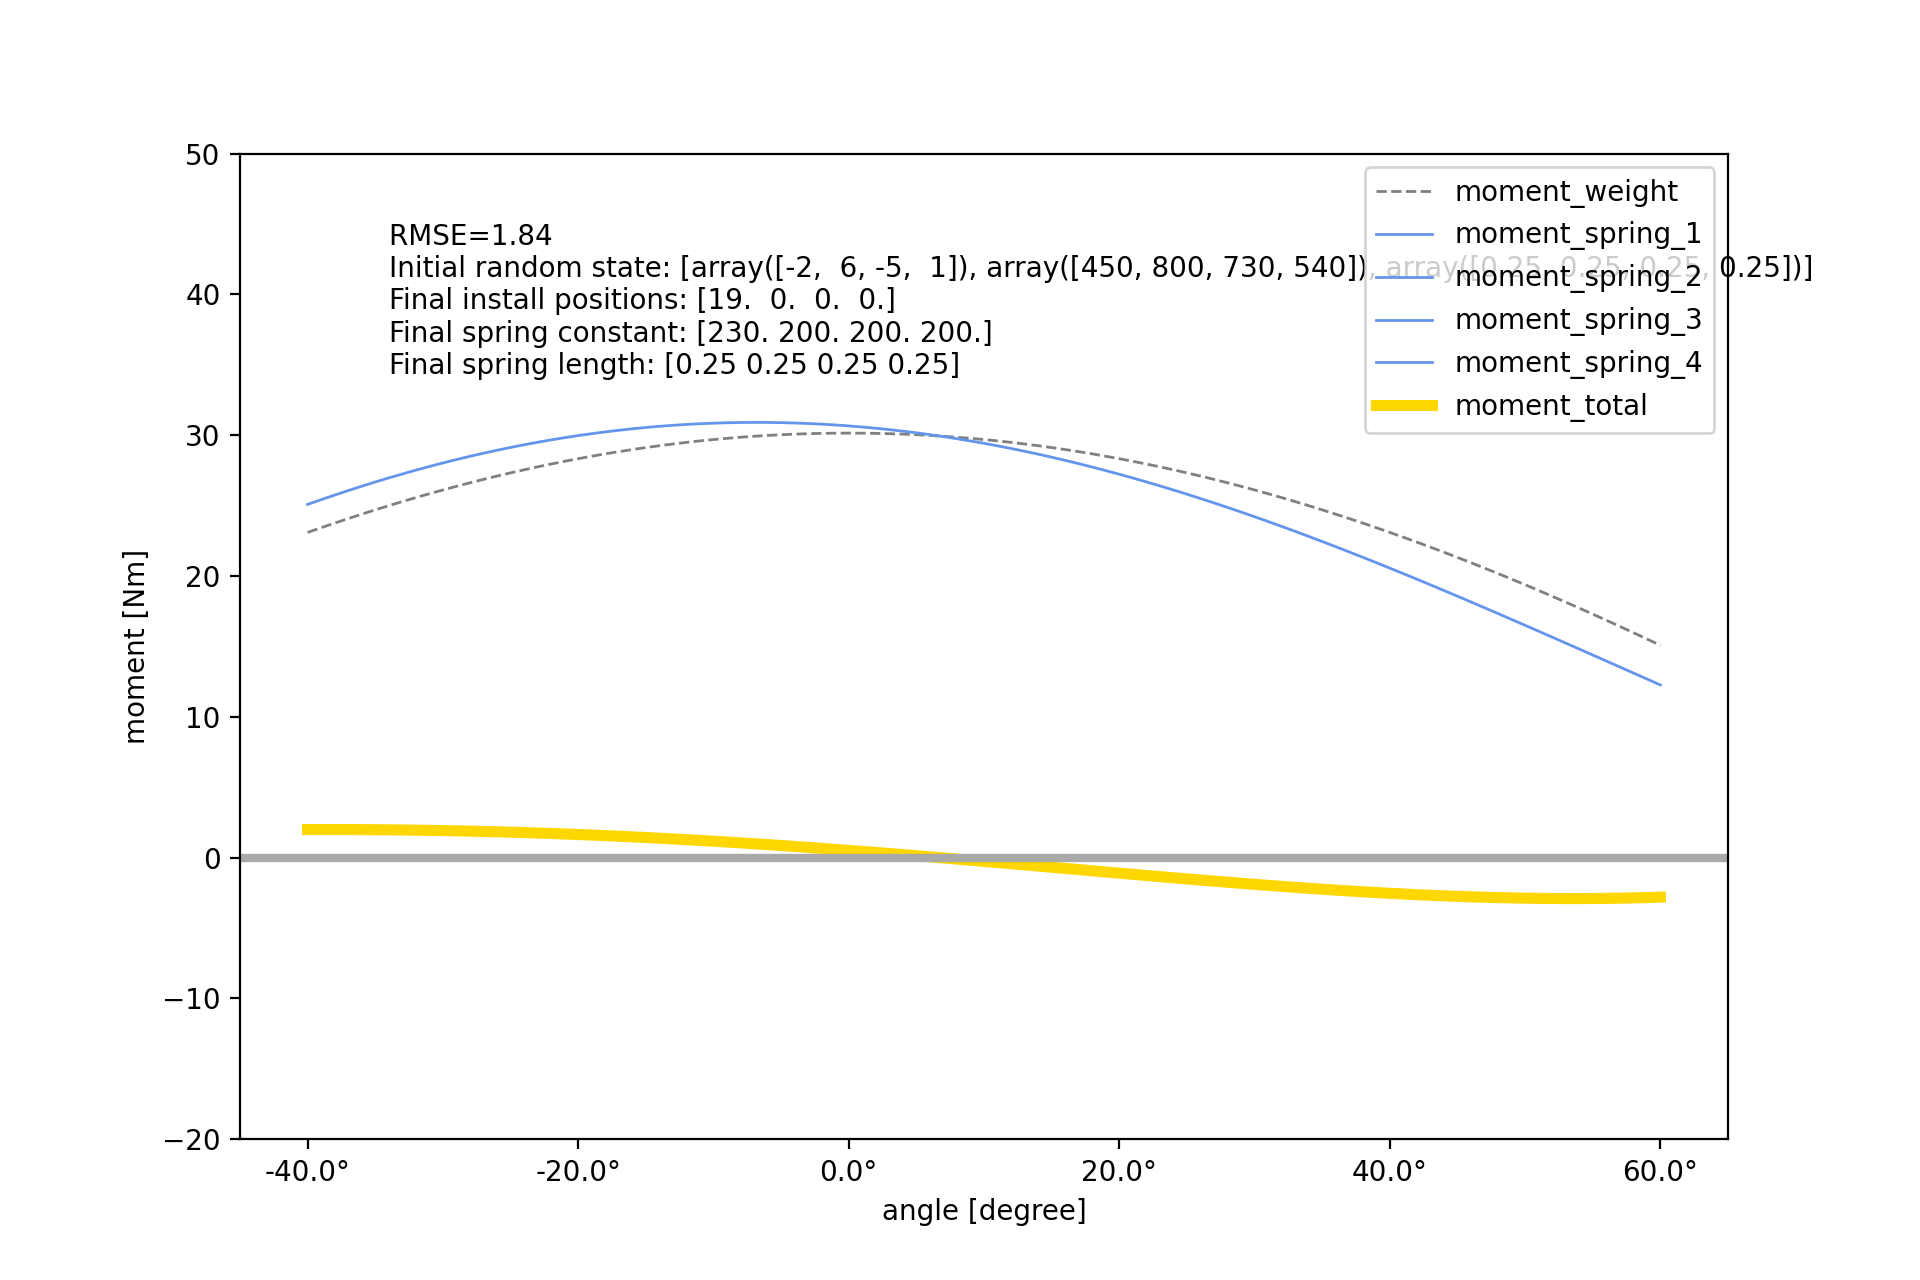 50
40
30
20
10
0
−10
−20
moment [Nm]
RMSE=1.84
Initial random state: [array([-2,  6, -5,  1]), array([450, 800, 730, 540]), array([0.25, 0.25, 0.25, 0.25])]
Final install positions: [19.  0.  0.  0.]
Final spring constant: [230. 200. 200. 200.]
Final spring length: [0.25 0.25 0.25 0.25]
moment_weight
moment_spring_1
moment_spring_2
moment_spring_3
moment_spring_4
moment_total
-40.0° -20.0° 0.0° 20.0° 40.0° 60.0°
angle [degree]